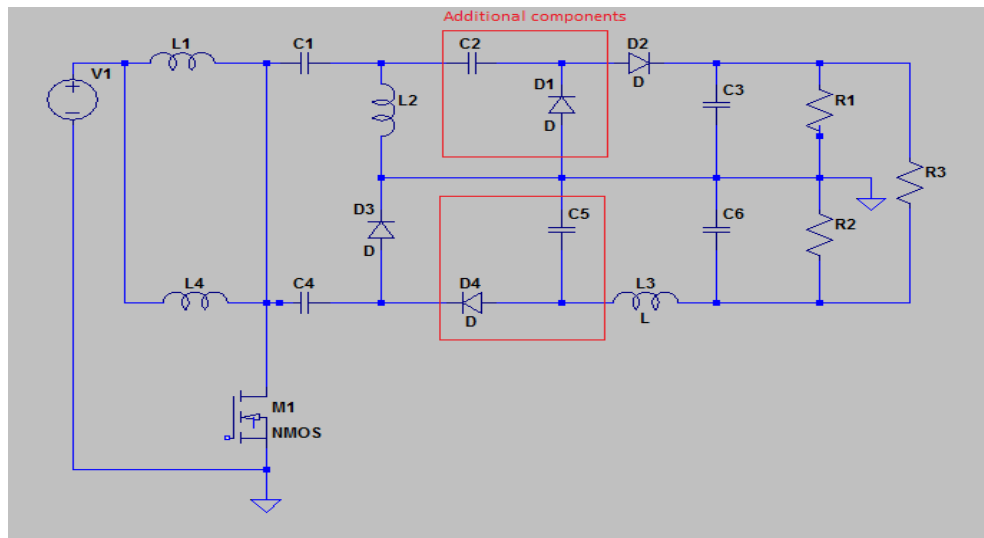 Additional components
L1
C1
C2
D2
V1
D
L2
D1
D
C3
R1
R3
D3
D
C5
C6
R2
L4
C4
D4
D
L3
L
M1
NMOS